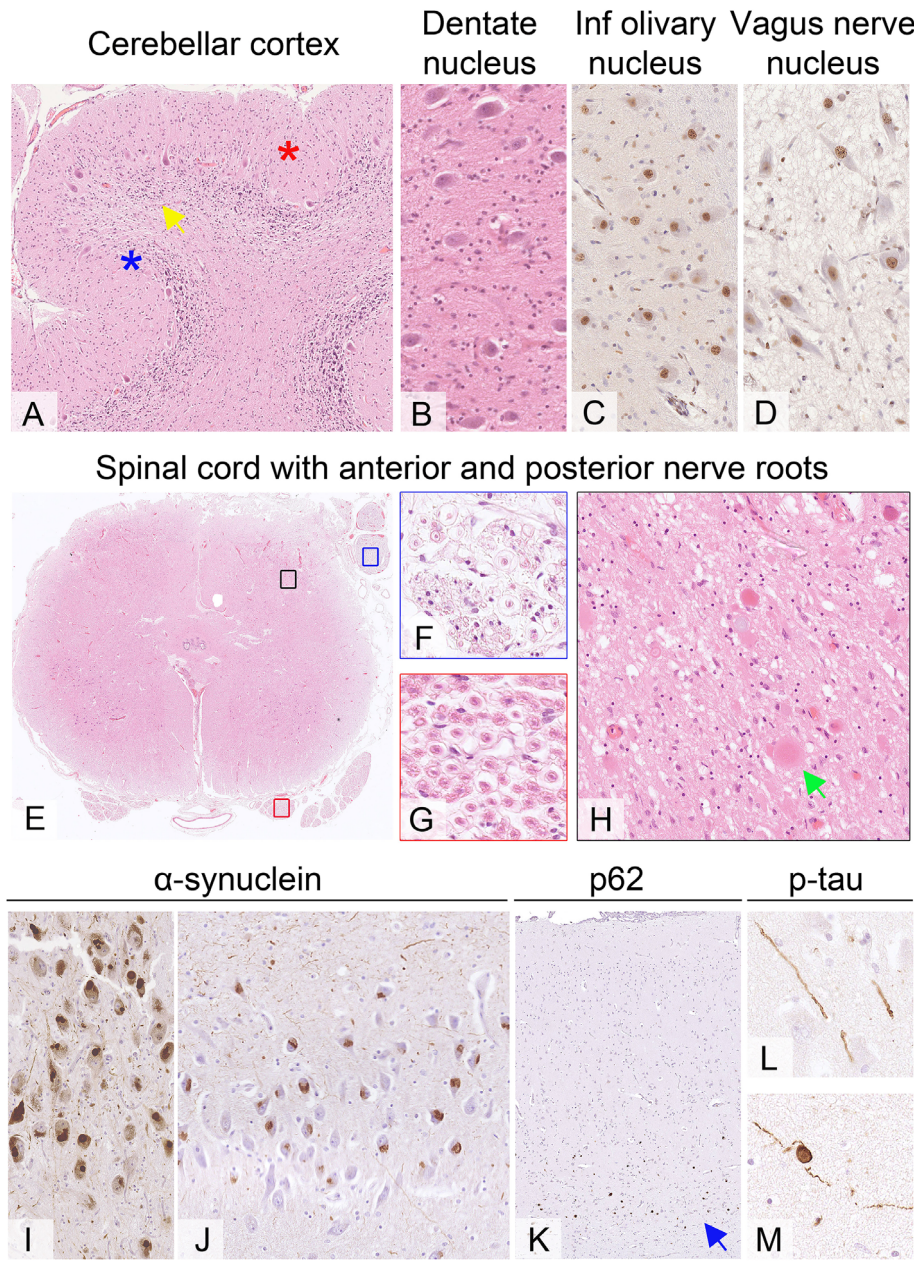 Cerebellar cortex
Dentate nucleus
Inf olivary nucleus
Vagus nerve nucleus
A
B
C
D
Spinal cord with anterior and posterior nerve roots
E
F
G
H
α-synuclein
p62
p-tau
I
J
K
L
M